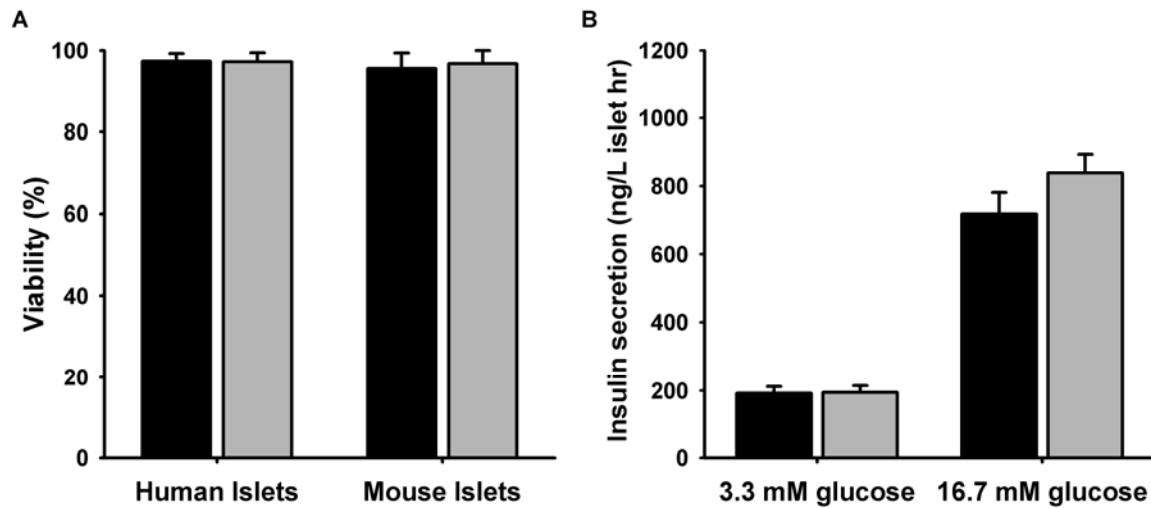 A
Viability (%)
100
80
60
40
20
0
Human Islets
Mouse Islets
B
Insulin secretion (ng/L islet hr)
1200
1000
800
600
400
200
0
3.3 mM glucose
16.7 mM glucose